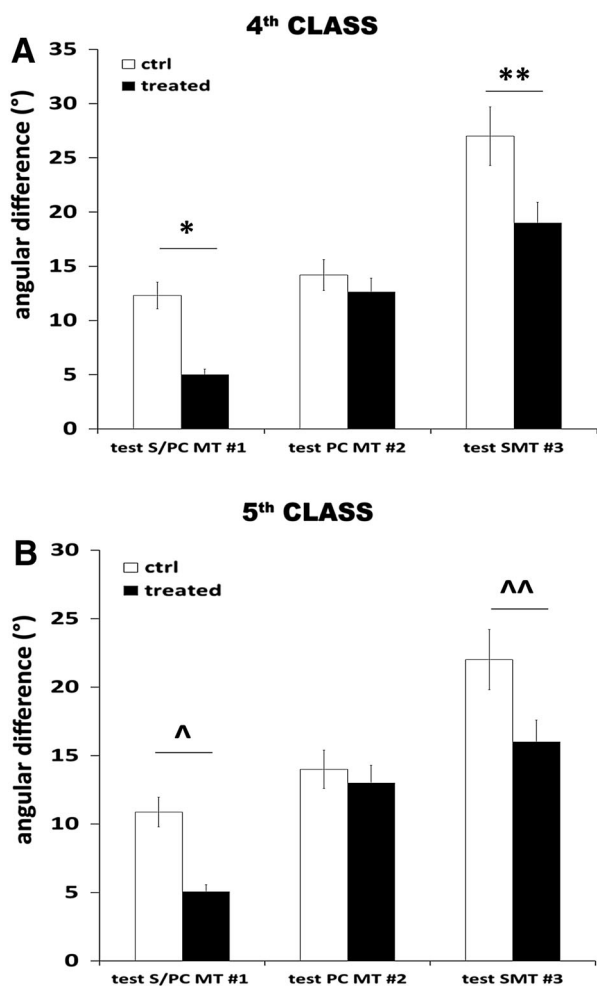 4th CLASS
A
angular difference (°)
35
30
25
20
15
10
5
0
ctrl
treated
*
**
test S/PC MT #1 test PC MT #2 test SMT #3
5th CLASS
B
angular difference (°)
30
25
20
15
10
5
0
ctrl
treated
^
^^
test S/PC MT #1 test PC MT #2 test SMT #3